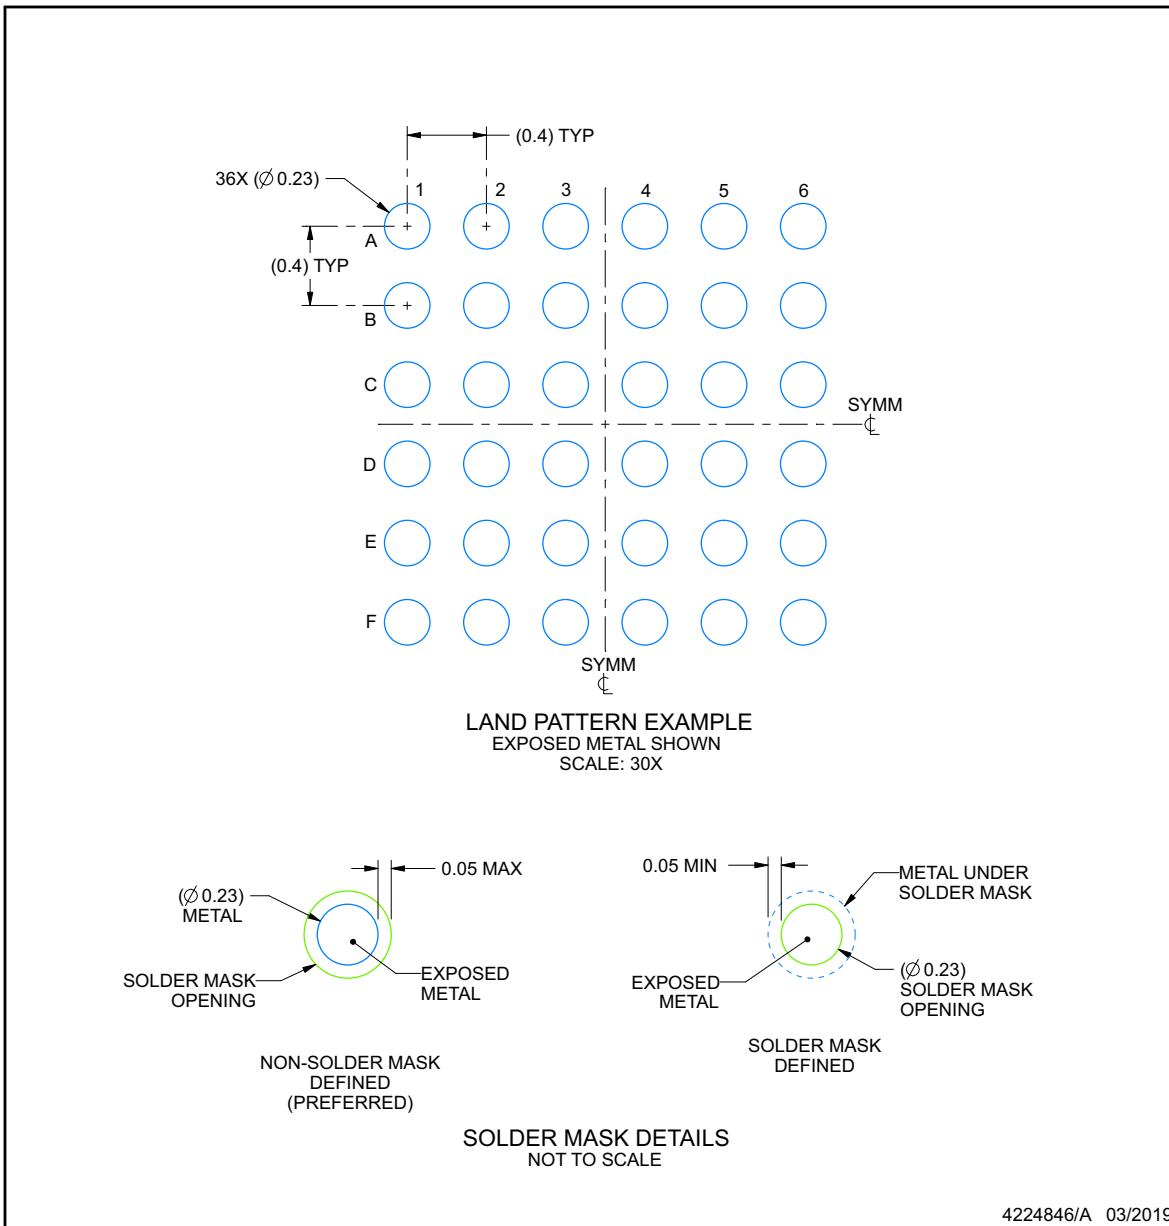 (0.4) TYP
36X (∅ 0.23)
1 2 3 4 5 6
A
(0.4) TYP
B
C
SYMM
℄
D
E
F
SYMM
℄
LAND PATTERN EXAMPLE
EXPOSED METAL SHOWN
SCALE: 30X
0.05 MAX
(∅ 0.23)
METAL
SOLDER MASK
OPENING
EXPOSED
METAL
NON-SOLDER MASK
DEFINED
(PREFERRED)
0.05 MIN
METAL UNDER
SOLDER MASK
EXPOSED
METAL
(∅ 0.23)
SOLDER MASK
OPENING
SOLDER MASK
DEFINED
SOLDER MASK DETAILS
NOT TO SCALE
4224846/A 03/2019